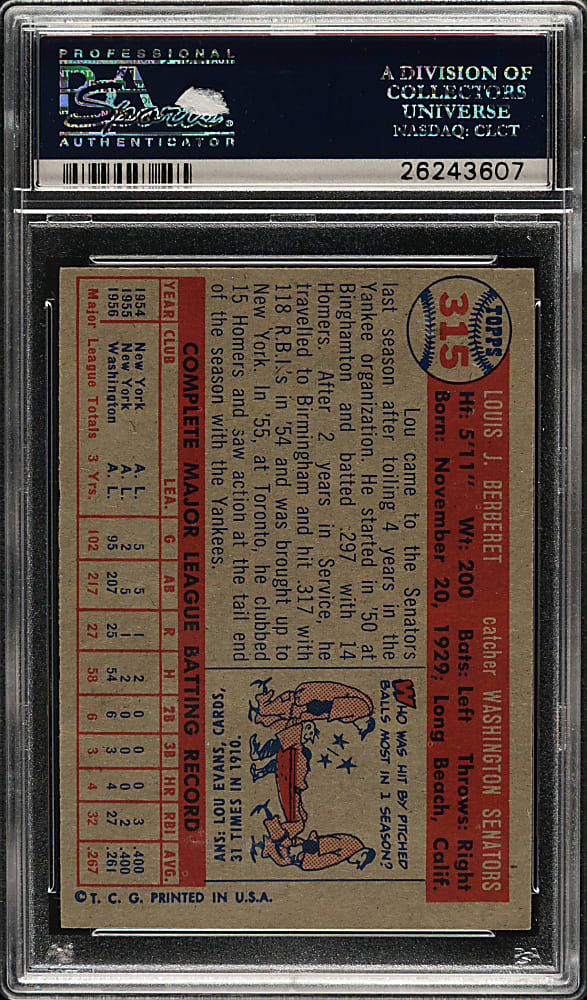 PROFESSIONAL
PSA
Sports
AUTHENTICATOR
A DIVISION OF
COLLECTORS
UNIVERSE
NASDAQ: CLCT
26243607
TOPPS
315
LOUIS J. BERBERET catcher WASHINGTON SENATORS
Ht: 5'11" Wt: 200 Bats: Left Throws: Right
Born: November 20, 1929: Long Beach, Calif.
Lou came to the Senators
last season after toiling 4 years in the
Yankee organization. He started in '50 at
Binghamton and batted .297 with 14
Homers. After 2 years in Service, he
travelled to Birmingham and hit .317 with
118 R.B.I.'s in '54 and was brought up to
New York. In '55, at Toronto, he clubbed
15 Homers and saw action at the tail end
of the season with the Yankees.
WHO WAS HIT BY PITCHED
BALLS MOST IN 1 SEASON?
ANS: LOU EVANS, CARDS,
31 TIMES IN 1910.
COMPLETE MAJOR LEAGUE BATTING RECORD
YEAR CLUB LEA. G AB R H 2B 3B HR RBI AVG.
1954 New York A. L. 5 5 1 2 0 0 0 3 .400
1955 New York A. L. 2 5 1 2 0 0 0 2 .400
1956 Washington A. L. 95 207 25 54 6 3 4 27 .261
Major League Totals 3 Yrs. 102 217 27 58 6 3 4 32 .267
© T. C. G. PRINTED IN U.S.A.
PSA